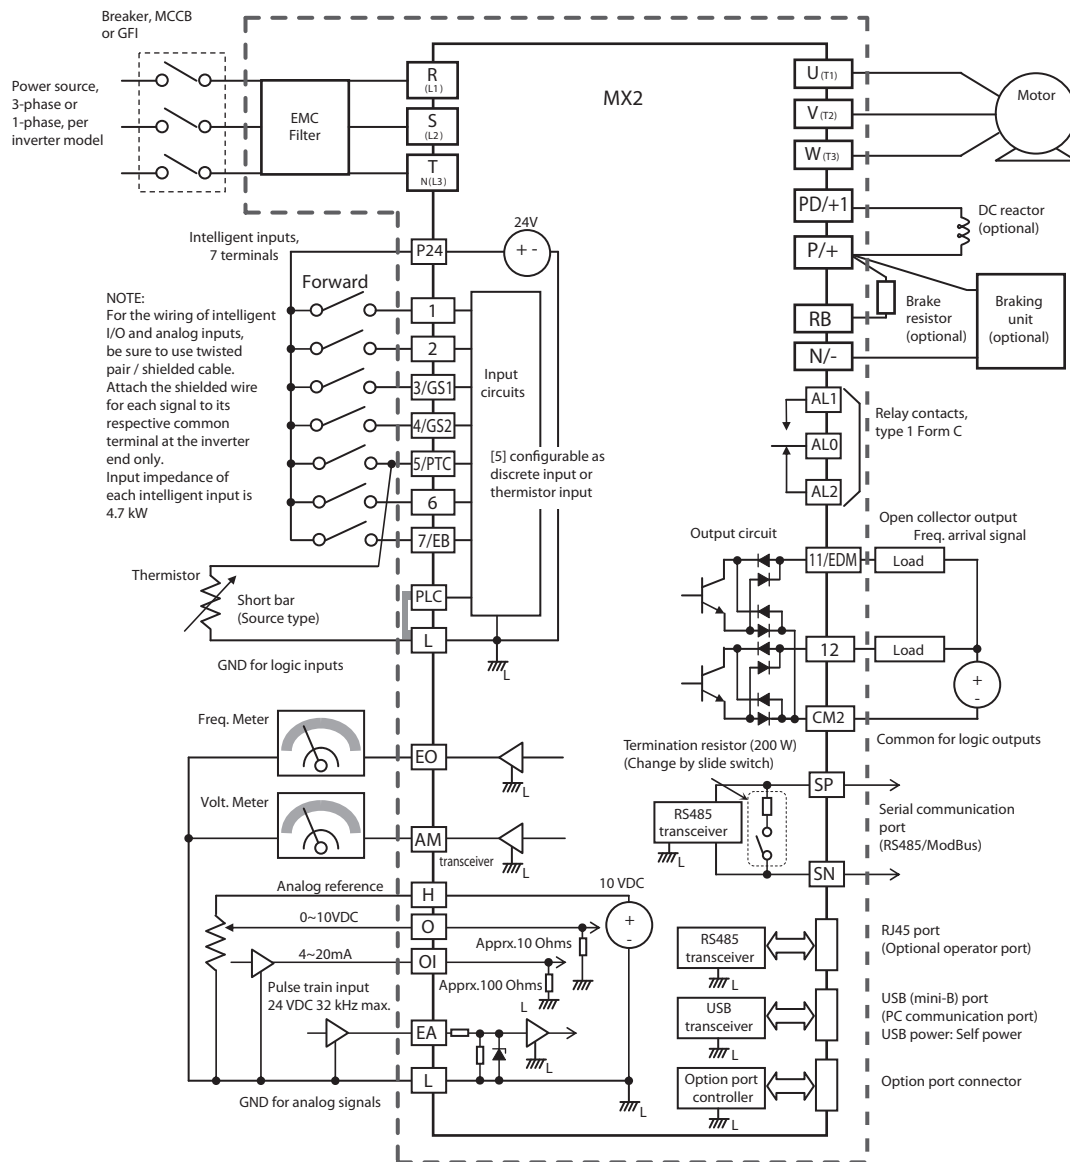 Breaker, MCCB
or GFI
Power source,
3-phase or
1-phase, per
inverter model
EMC
Filter
R
(L1)
S
(L2)
T
N(L3)
MX2
U(T1)
V(T2)
W(T3)
Motor
PD/+1
DC reactor
(optional)
P/+
RB
Brake
resistor
(optional)
Braking
unit
(optional)
N/-
Intelligent inputs,
7 terminals
P24
24V
+ -
Forward
NOTE:
For the wiring of intelligent
I/O and analog inputs,
be sure to use twisted
pair / shielded cable.
Attach the shielded wire
for each signal to its
respective common
terminal at the inverter
end only.
Input impedance of
each intelligent input is
4.7 kW
1
2
3/GS1
4/GS2
5/PTC
6
7/EB
PLC
L
Input
circuits
[5] configurable as
discrete input or
thermistor input
L
Thermistor
Short bar
(Source type)
GND for logic inputs
AL1
AL0
AL2
Relay contacts,
type 1 Form C
Output circuit
Open collector output
Freq. arrival signal
11/EDM
Load
12
Load
+
-
CM2
Common for logic outputs
Freq. Meter
EO
L
Volt. Meter
AM
transceiver
L
Termination resistor (200 W)
(Change by slide switch)
RS485
transceiver
L
SP
SN
Serial communication
port
(RS485/ModBus)
Analog reference
H
10 VDC
+
-
0~10VDC
O
Apprx.10 Ohms
4~20mA
OI
Apprx.100 Ohms
Pulse train input
24 VDC 32 kHz max.
L
EA
L
L
L
GND for analog signals
RS485
transceiver
L
RJ45 port
(Optional operator port)
USB
transceiver
L
USB (mini-B) port
(PC communication port)
USB power: Self power
Option port
controller
L
Option port connector